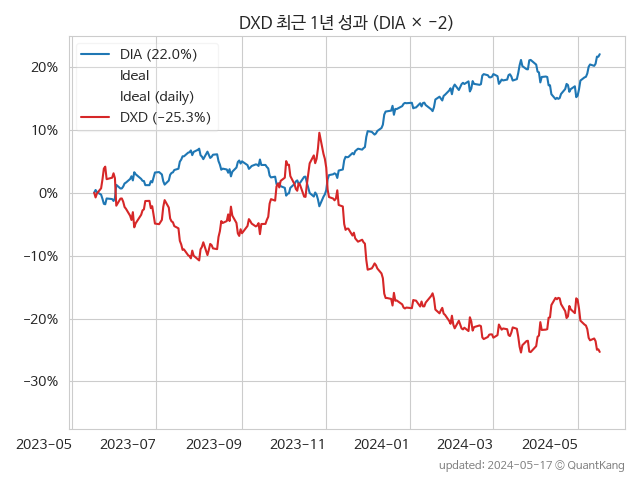 DXD 최근 1년 성과 (DIA × −2)
DIA (22.0%)
Ideal
Ideal (daily)
DXD (−25.3%)
20%
10%
0%
−10%
−20%
−30%
2023−05 2023−07 2023−09 2023−11 2024−01 2024−03 2024−05
updated: 2024−05−17 © QuantKang